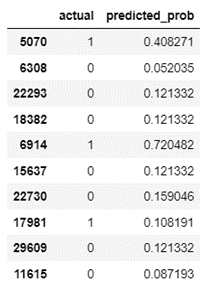 actual predicted_prob
5070 1 0.408271
6308 0 0.052035
22293 0 0.121332
18382 0 0.121332
6914 1 0.720482
15637 0 0.121332
22730 0 0.159046
17981 1 0.108191
29609 0 0.121332
11615 0 0.087193